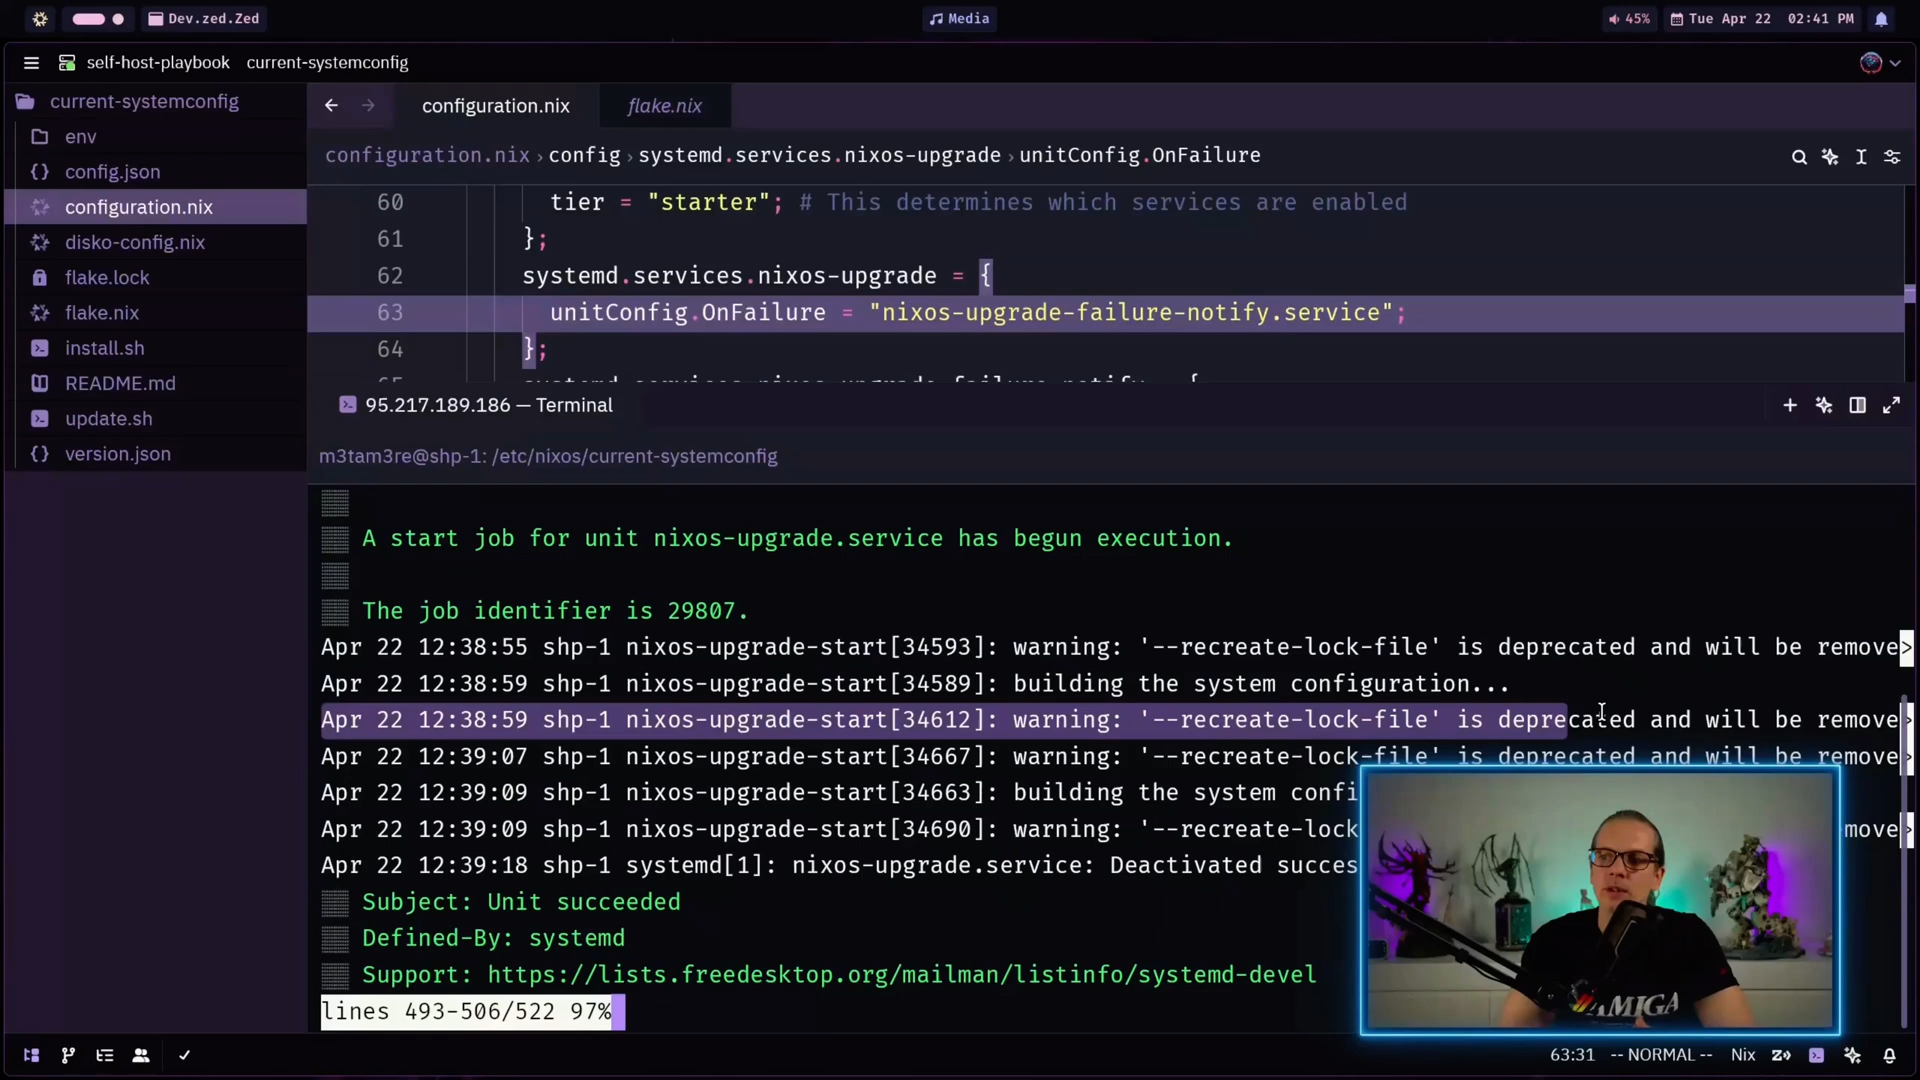 Dev.zed.Zed
Media
45%
Tue Apr 22 02:41 PM
self-host-playbook current-systemconfig
current-systemconfig
env
config.json
configuration.nix
disko-config.nix
flake.lock
flake.nix
install.sh
README.md
update.sh
version.json
configuration.nix
flake.nix
configuration.nix › config › systemd.services.nixos-upgrade › unitConfig.OnFailure
60 tier = "starter"; # This determines which services are enabled
61 };
62 systemd.services.nixos-upgrade = {
63 unitConfig.OnFailure = "nixos-upgrade-failure-notify.service";
64 };
95.217.189.186 — Terminal
m3tam3re@shp-1: /etc/nixos/current-systemconfig
A start job for unit nixos-upgrade.service has begun execution.
The job identifier is 29807.
Apr 22 12:38:55 shp-1 nixos-upgrade-start[34593]: warning: '--recreate-lock-file' is deprecated and will be remove>
Apr 22 12:38:59 shp-1 nixos-upgrade-start[34589]: building the system configuration...
Apr 22 12:38:59 shp-1 nixos-upgrade-start[34612]: warning: '--recreate-lock-file' is deprecated and will be remove>
Apr 22 12:39:07 shp-1 nixos-upgrade-start[34667]: warning: '--recreate-lock-file' is deprecated and will be remove>
Apr 22 12:39:09 shp-1 nixos-upgrade-start[34663]: building the system confi
Apr 22 12:39:09 shp-1 nixos-upgrade-start[34690]: warning: '--recreate-lock move>
Apr 22 12:39:18 shp-1 systemd[1]: nixos-upgrade.service: Deactivated succes
Subject: Unit succeeded
Defined-By: systemd
Support: https://lists.freedesktop.org/mailman/listinfo/systemd-devel
lines 493-506/522 97%
AMIGA
63:31 -- NORMAL -- Nix